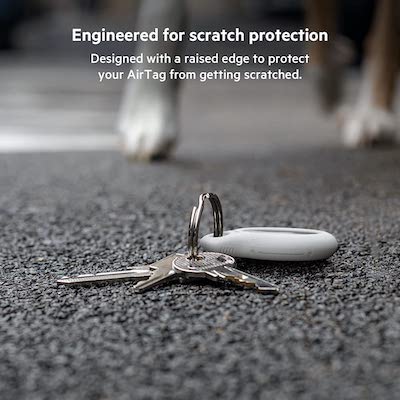 Engineered for scratch protection
Designed with a raised edge to protect
your AirTag from getting scratched.